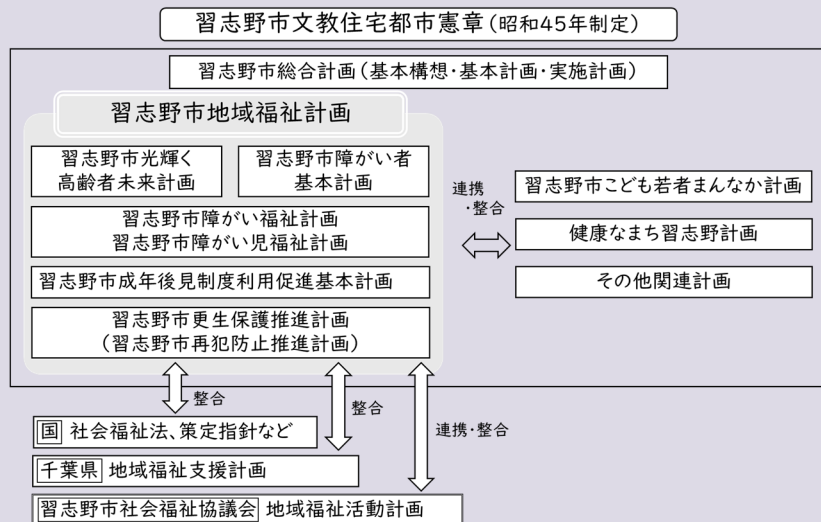 習志野市文教住宅都市憲章(昭和45年制定)
習志野市総合計画(基本構想・基本計画・実施計画)
習志野市地域福祉計画
習志野市光輝く
高齢者未来計画
習志野市障がい者
基本計画
習志野市障がい福祉計画
習志野市障がい児福祉計画
習志野市成年後見制度利用促進基本計画
習志野市更生保護推進計画
(習志野市再犯防止推進計画)
連携
・整合
習志野市こども若者まんなか計画
健康なまち習志野計画
その他関連計画
整合
整合
連携・整合
国 社会福祉法、策定指針など
千葉県 地域福祉支援計画
習志野市社会福祉協議会 地域福祉活動計画